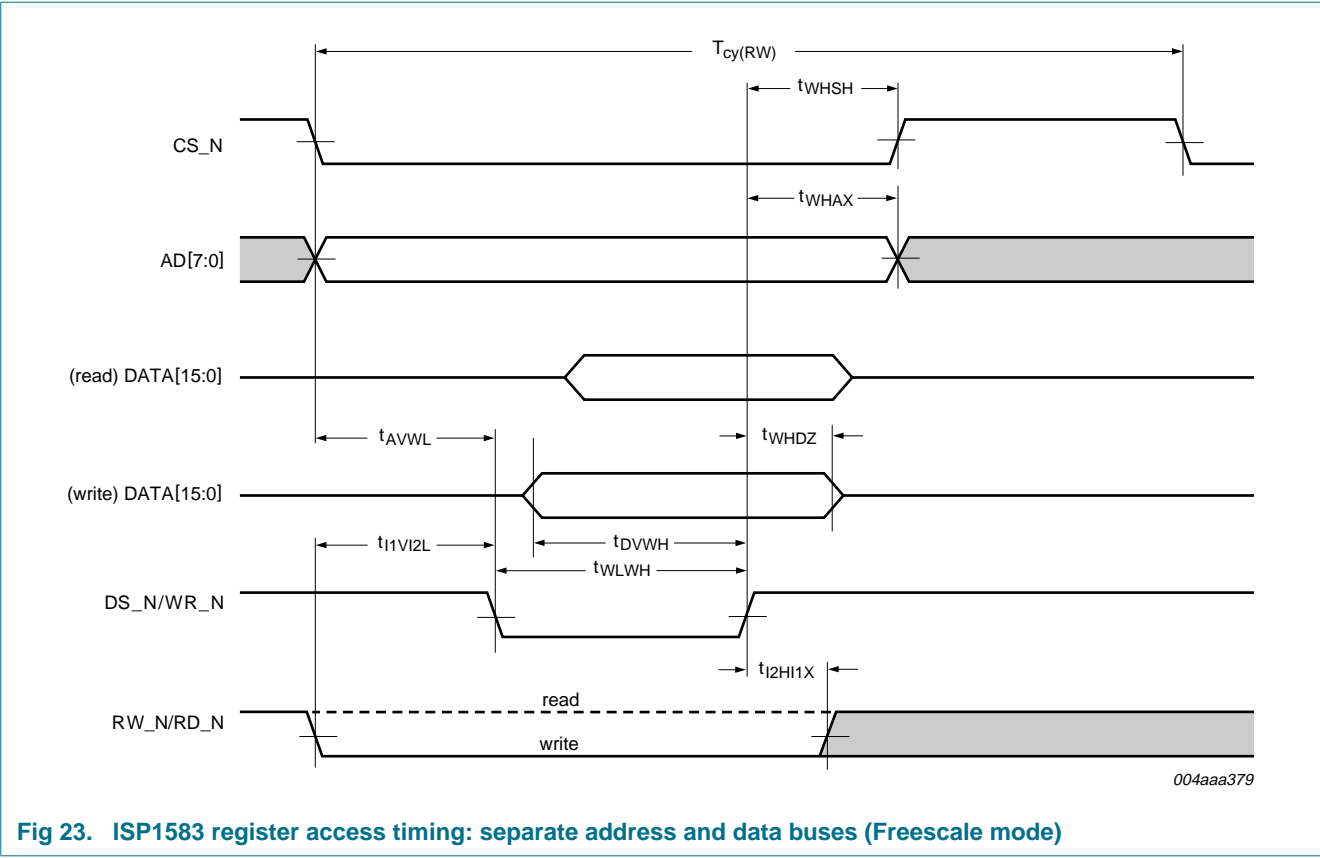 Tcy(RW)
tWHSH
CS_N
tWHAX
AD[7:0]
(read) DATA[15:0]
tAVWL
tWHDZ
(write) DATA[15:0]
tI1VI2L
tDVWH
tWLWH
DS_N/WR_N
tI2HI1X
read
RW_N/RD_N
write
004aaa379
Fig 23. ISP1583 register access timing: separate address and data buses (Freescale mode)